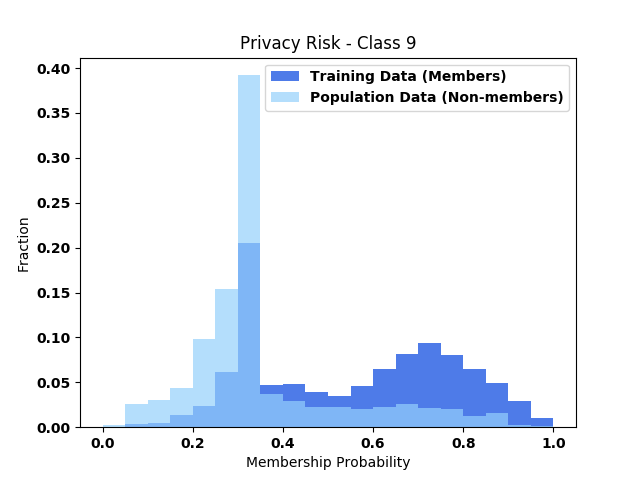 Privacy Risk - Class 9
Training Data (Members)
Population Data (Non-members)
0.40
0.35
0.30
0.25
0.20
0.15
0.10
0.05
0.00
Fraction
0.0 0.2 0.4 0.6 0.8 1.0
Membership Probability